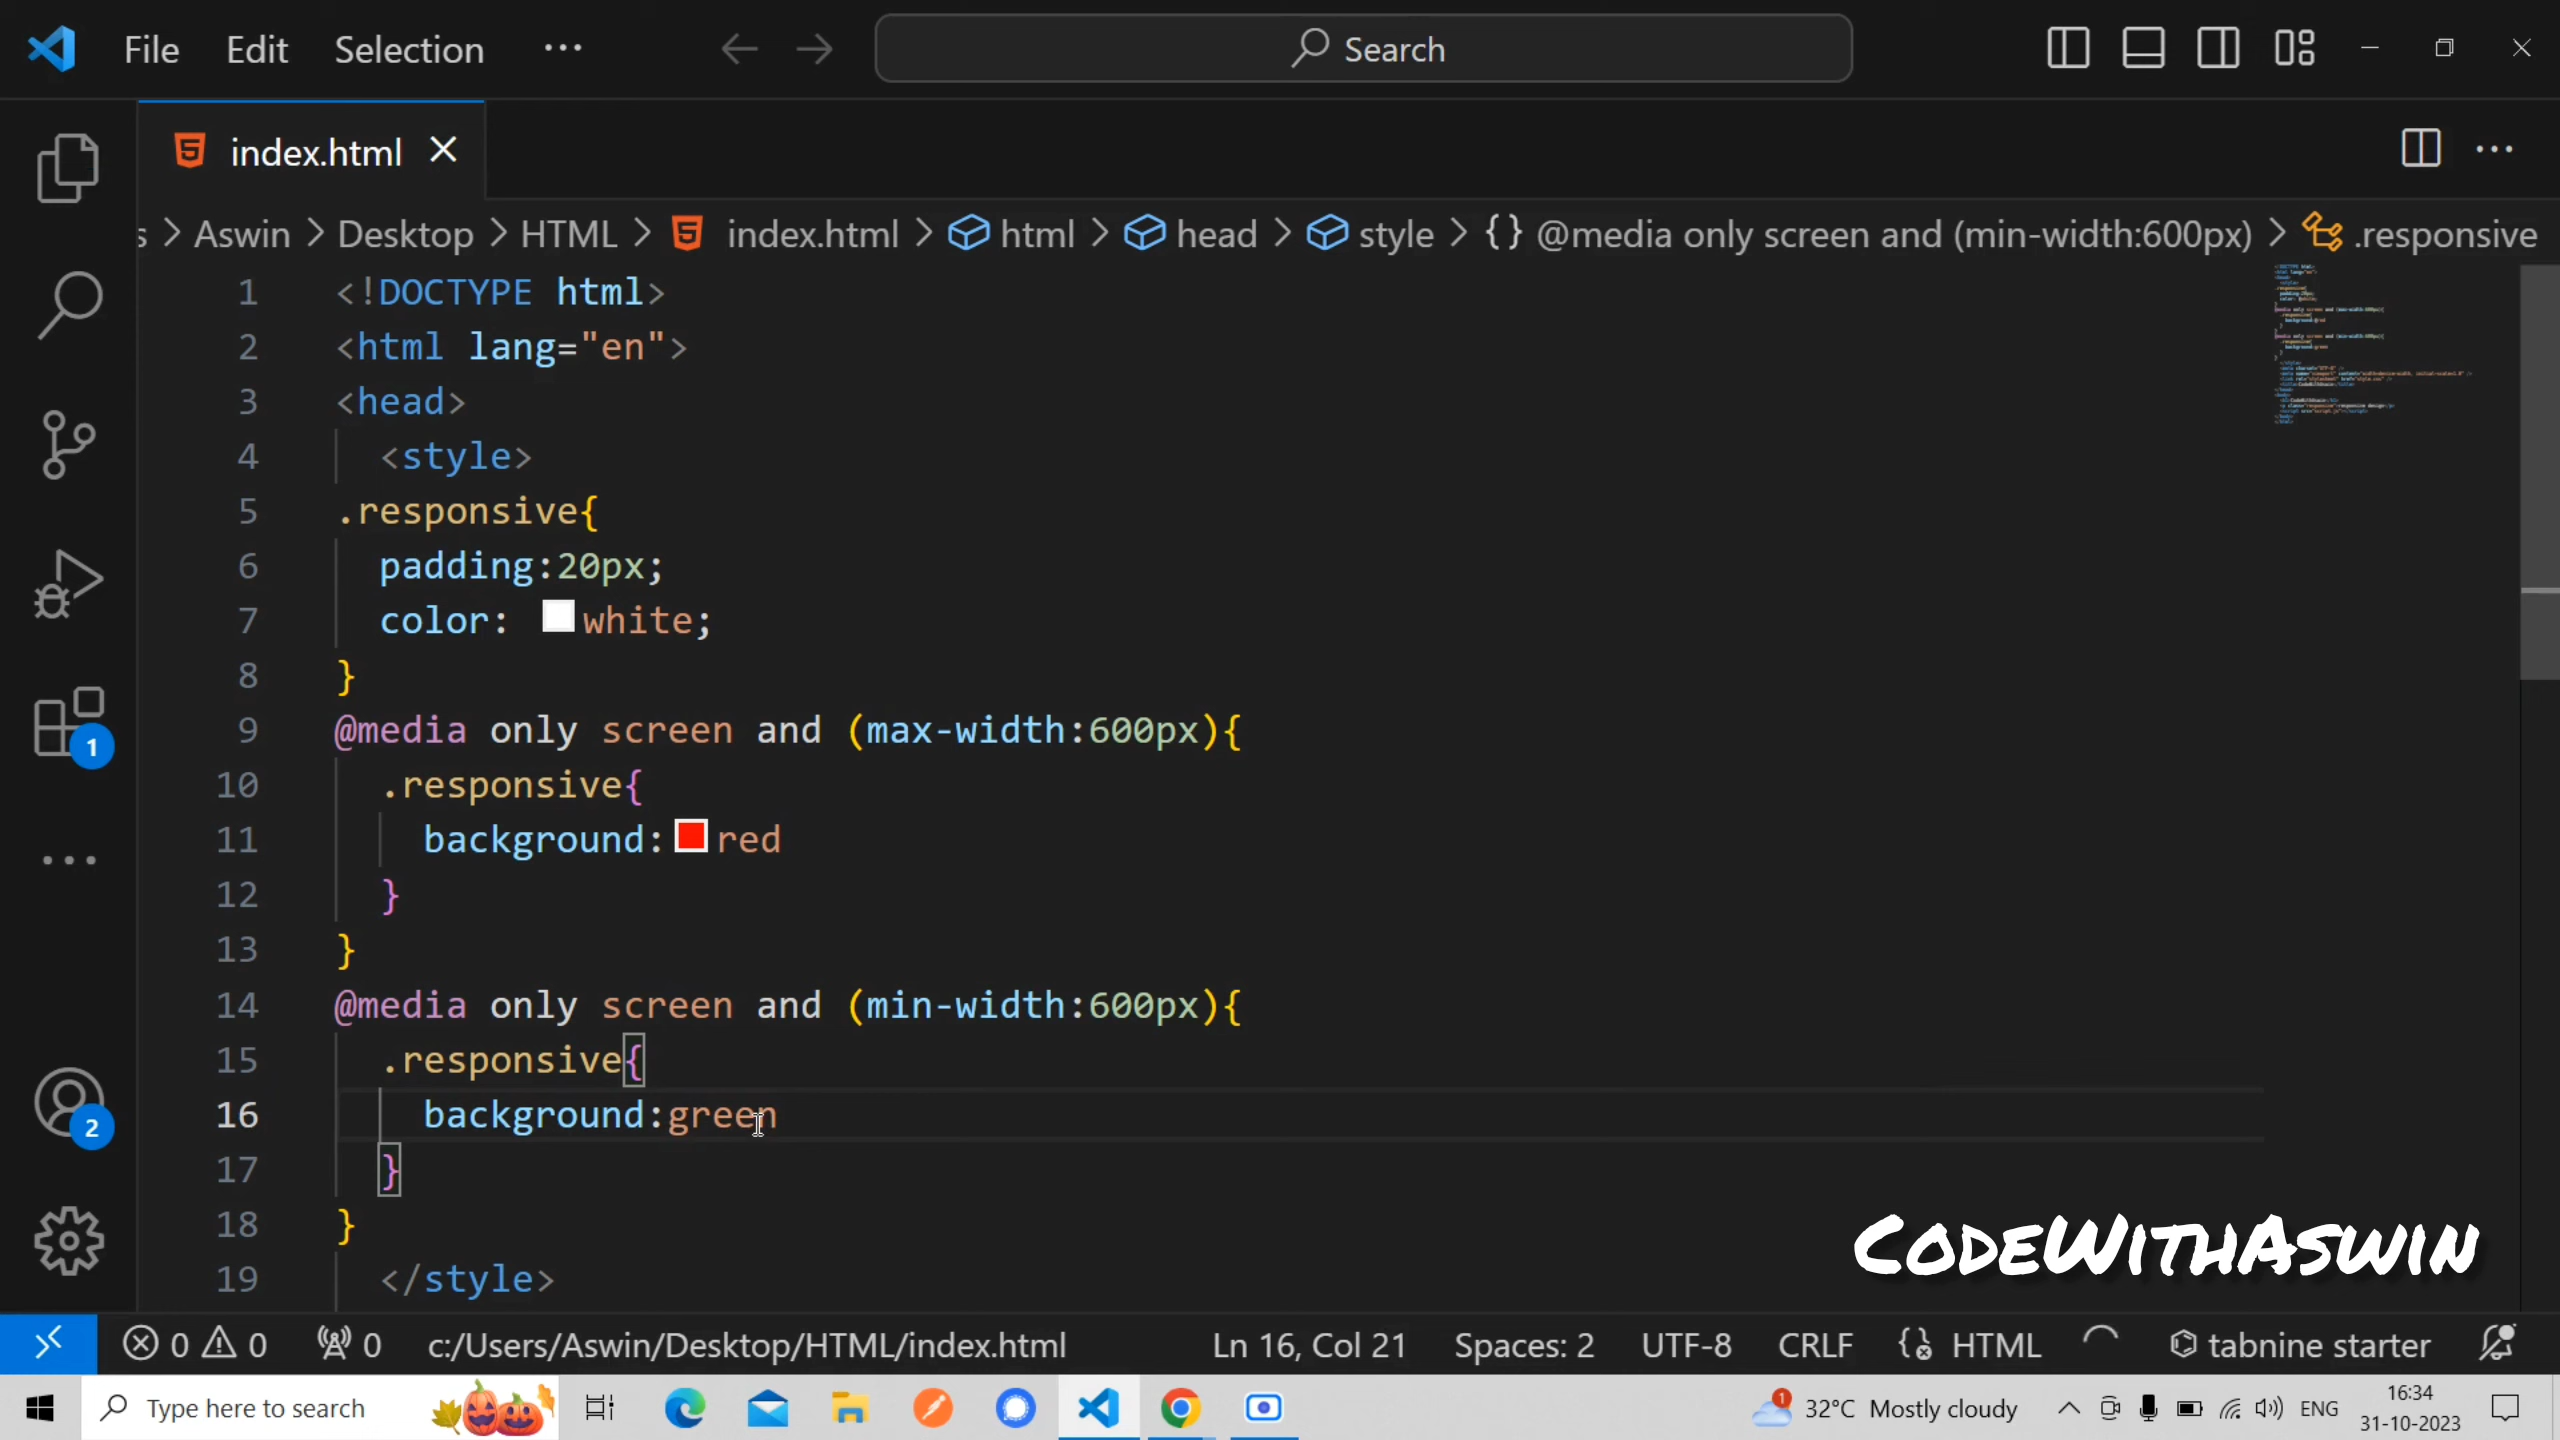 File Edit Selection ··· Search
index.html
s > Aswin > Desktop > HTML > index.html > html > head > style > {} @media only screen and (min-width:600px) > .responsive
1 <!DOCTYPE html>
2 <html lang="en">
3 <head>
4 <style>
5 .responsive{
6 padding:20px;
7 color: white;
8 }
9 @media only screen and (max-width:600px){
10 .responsive{
11 background:red
12 }
13 }
14 @media only screen and (min-width:600px){
15 .responsive{
16 background:green
17 }
18 }
19 </style>
1
2
CodeWithAswin
0 0 0 c:/Users/Aswin/Desktop/HTML/index.html Ln 16, Col 21 Spaces: 2 UTF-8 CRLF HTML tabnine starter
Type here to search 1 32°C Mostly cloudy ENG 16:34
31-10-2023